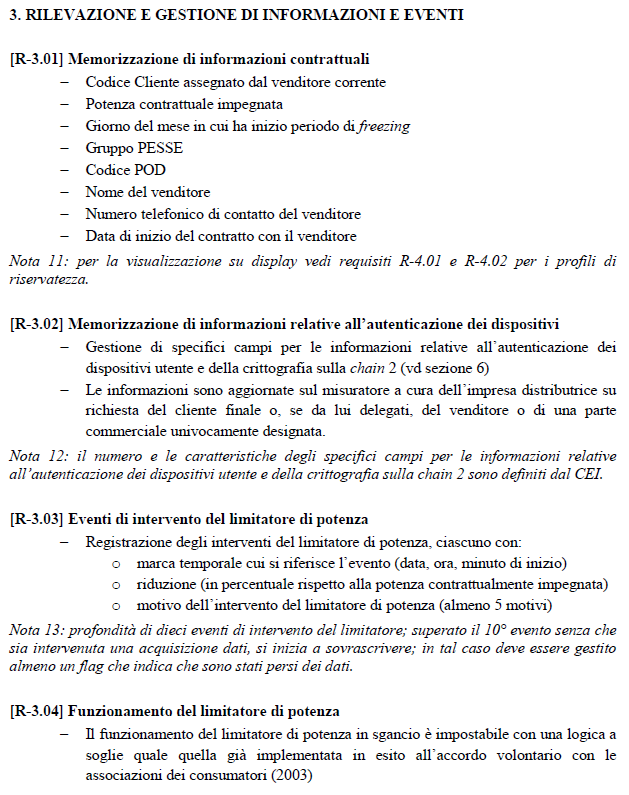 3. RILEVAZIONE E GESTIONE DI INFORMAZIONI E EVENTI
[R-3.01] Memorizzazione di informazioni contrattuali
– Codice Cliente assegnato dal venditore corrente
– Potenza contrattuale impegnata
– Giorno del mese in cui ha inizio periodo di freezing
– Gruppo PESSE
– Codice POD
– Nome del venditore
– Numero telefonico di contatto del venditore
– Data di inizio del contratto con il venditore
Nota 11: per la visualizzazione su display vedi requisiti R-4.01 e R-4.02 per i profili di
riservatezza.
[R-3.02] Memorizzazione di informazioni relative all’autenticazione dei dispositivi
– Gestione di specifici campi per le informazioni relative all’autenticazione dei
dispositivi utente e della crittografia sulla chain 2 (vd sezione 6)
– Le informazioni sono aggiornate sul misuratore a cura dell’impresa distributrice su
richiesta del cliente finale o, se da lui delegati, del venditore o di una parte
commerciale univocamente designata.
Nota 12: il numero e le caratteristiche degli specifici campi per le informazioni relative
all’autenticazione dei dispositivi utente e della crittografia sulla chain 2 sono definiti dal CEI.
[R-3.03] Eventi di intervento del limitatore di potenza
– Registrazione degli interventi del limitatore di potenza, ciascuno con:
o marca temporale cui si riferisce l’evento (data, ora, minuto di inizio)
o riduzione (in percentuale rispetto alla potenza contrattualmente impegnata)
o motivo dell’intervento del limitatore di potenza (almeno 5 motivi)
Nota 13: profondità di dieci eventi di intervento del limitatore; superato il 10° evento senza che
sia intervenuta una acquisizione dati, si inizia a sovrascrivere; in tal caso deve essere gestito
almeno un flag che indica che sono stati persi dei dati.
[R-3.04] Funzionamento del limitatore di potenza
– Il funzionamento del limitatore di potenza in sgancio è impostabile con una logica a
soglie quale quella già implementata in esito all’accordo volontario con le
associazioni dei consumatori (2003)